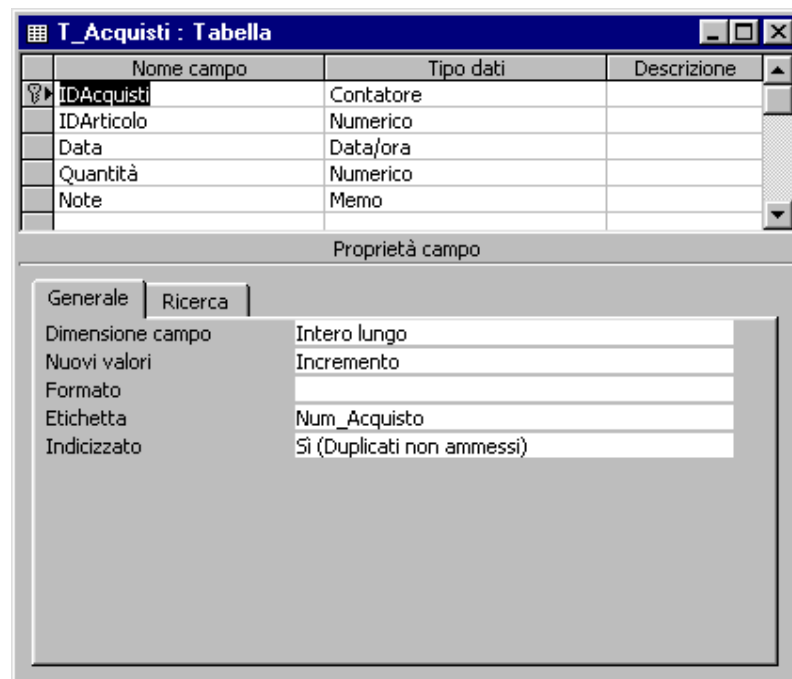 T_Acquisti : Tabella
Nome campo Tipo dati Descrizione
IDAcquisti Contatore
IDArticolo Numerico
Data Data/ora
Quantità Numerico
Note Memo
Proprietà campo
Generale Ricerca
Dimensione campo Intero lungo
Nuovi valori Incremento
Formato
Etichetta Num_Acquisto
Indicizzato Sì (Duplicati non ammessi)